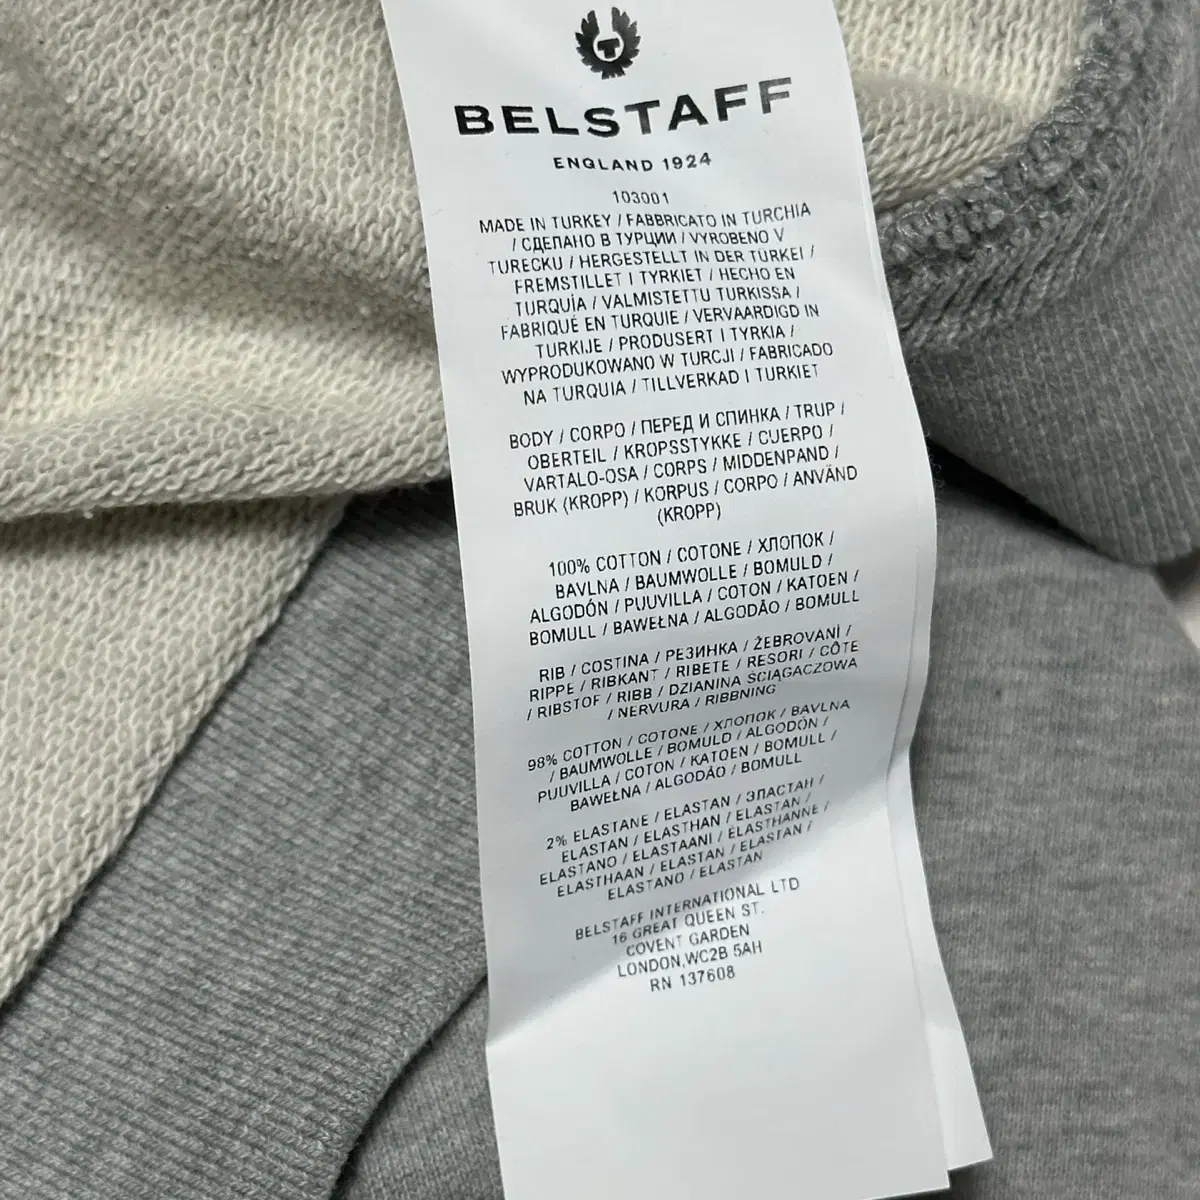 BELSTAFF
ENGLAND 1924
103001
MADE IN TURKEY / FABBRICATO IN TURCHIA
/ СДЕЛАНО В ТУРЦИИ / VYROBENO V
TURECKU / HERGESTELLT IN DER TÜRKEI /
FREMSTILLET I TYRKIET / HECHO EN
TURQUÍA / VALMISTETTU TURKISSA /
FABRIQUÉ EN TURQUIE / VERVAARDIGD IN
TURKIJE / PRODUSERT I TYRKIA /
WYPRODUKOWANO W TURCJI / FABRICADO
NA TURQUIA / TILLVERKAD I TURKIET
BODY / CORPO / ПЕРЕД И СПИНКА / TRUP /
OBERTEIL / KROPSSTYKKE / CUERPO /
VARTALO-OSA / CORPS / MIDDENPAND /
BRUK (KROPP) / KORPUS / CORPO / ANVÄND
(KROPP)
100% COTTON / COTONE / ХЛОПОК /
BAVLNA / BAUMWOLLE / BOMULD /
ALGODÓN / PUUVILLA / COTON / KATOEN /
BOMULL / BAWEŁNA / ALGODÃO / BOMULL
RIB / COSTINA / РЕЗИНКА / ŽEBROVANÍ /
RIPPE / RIBKANT / RIBETE / RESORI / CÔTE
/ RIBSTOF / RIBB / DZIANINA ŚCIĄGACZOWA
/ NERVURA / RIBBNING
98% COTTON / COTONE / ХЛОПОК / BAVLNA
/ BAUMWOLLE / BOMULD / ALGODÓN /
PUUVILLA / COTON / KATOEN / BOMULL /
BAWEŁNA / ALGODÃO / BOMULL
2% ELASTANE / ELASTAN / ЭЛАСТАН /
ELASTAN / ELASTHAN / ELASTAN /
ELASTANO / ELASTAANI / ÉLASTHANNE /
ELASTHAAN / ELASTAN / ELASTAN /
ELASTANO / ELASTAN
BELSTAFF INTERNATIONAL LTD
16 GREAT QUEEN ST.
COVENT GARDEN
LONDON,WC2B 5AH
RN 137608